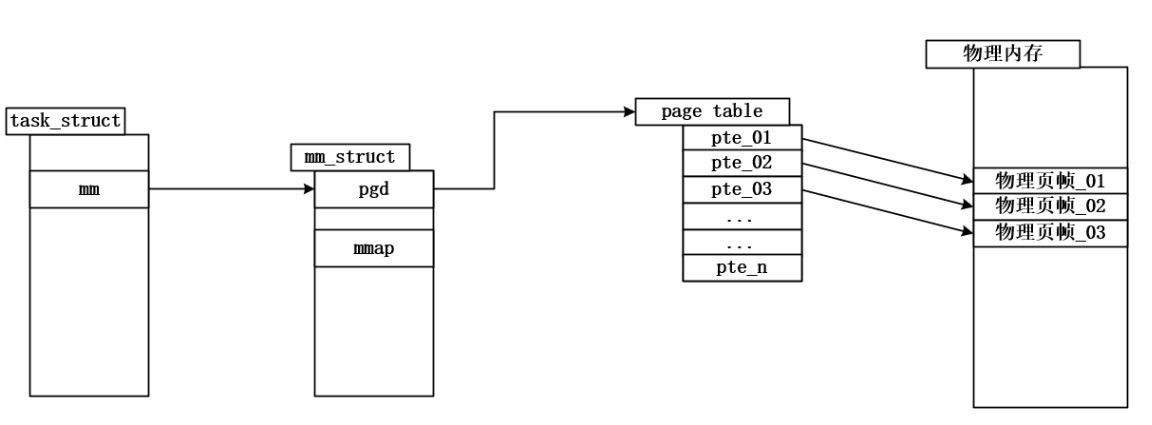 task_struct
mm
mm_struct
pgd
mmap
page table
pte_01
pte_02
pte_03
...
...
pte_n
物理内存
物理页帧_01
物理页帧_02
物理页帧_03